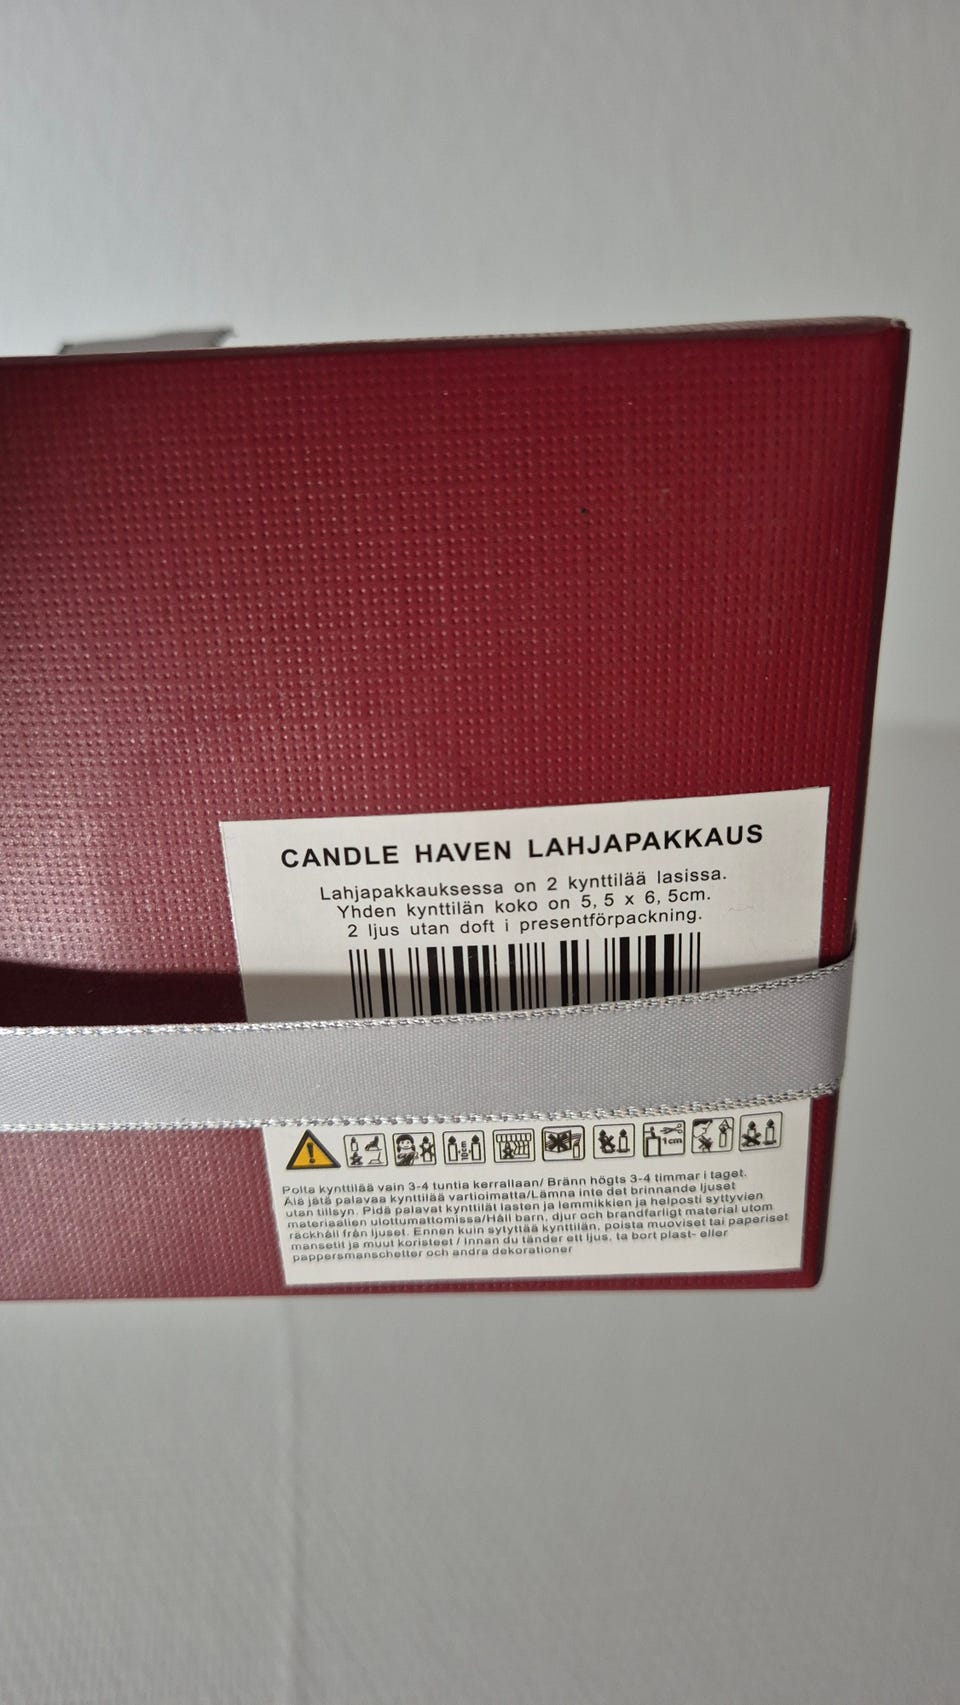 CANDLE HAVEN LAHJAPAKKAUS
Lahjapakkauksessa on 2 kynttilää lasissa.
Yhden kynttilän koko on 5, 5 x 6, 5cm.
2 ljus utan doft i presentförpackning.
1cm
Polta kynttilää vain 3-4 tuntia kerrallaan/ Bränn högts 3-4 timmar i taget.
Älä jätä palavaa kynttilää vartioimatta/Lämna inte det brinnande ljuset
utan tillsyn. Pidä palavat kynttilät lasten ja lemmikkien ja helposti syttyvien
materiaalien ulottumattomissa/Håll barn, djur och brandfarligt material utom
räckhåll från ljuset. Ennen kuin sytyttää kynttilän, poista muoviset tai paperiset
mansetit ja muut koristeet / Innan du tänder ett ljus, ta bort plast- eller
pappersmanschetter och andra dekorationer